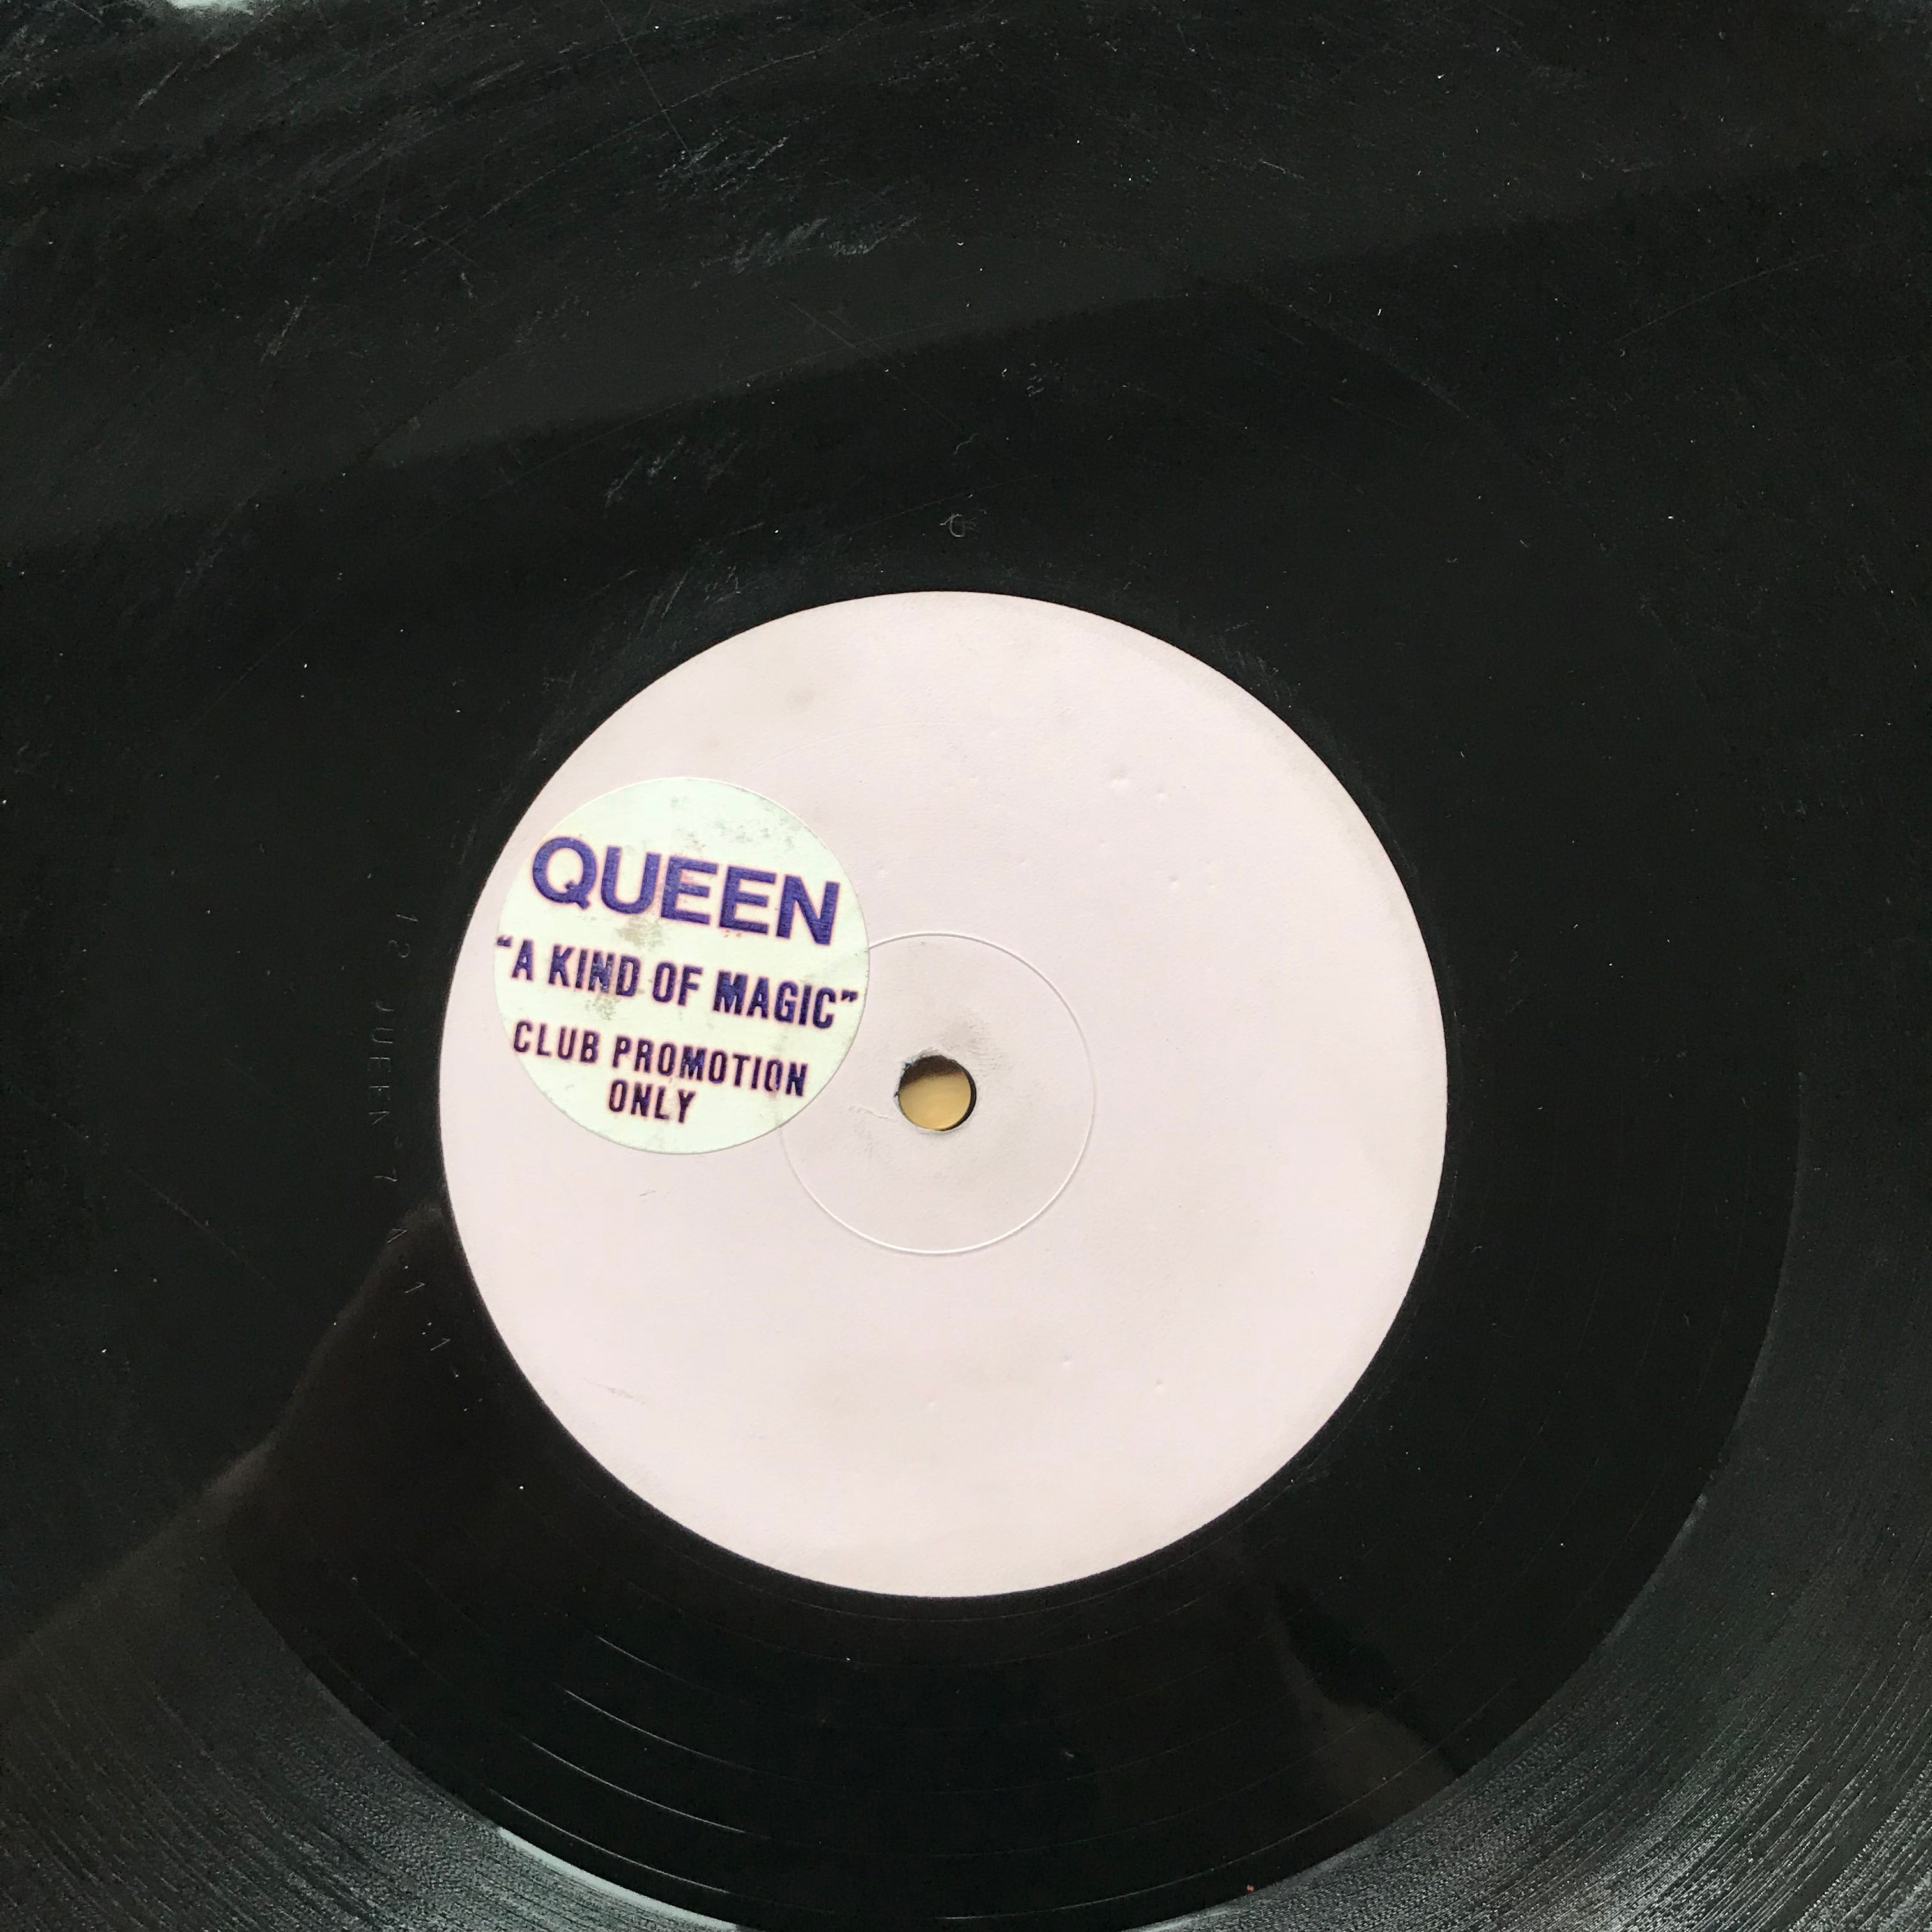 QUEEN
“A KIND OF MAGIC”
CLUB PROMOTION
ONLY